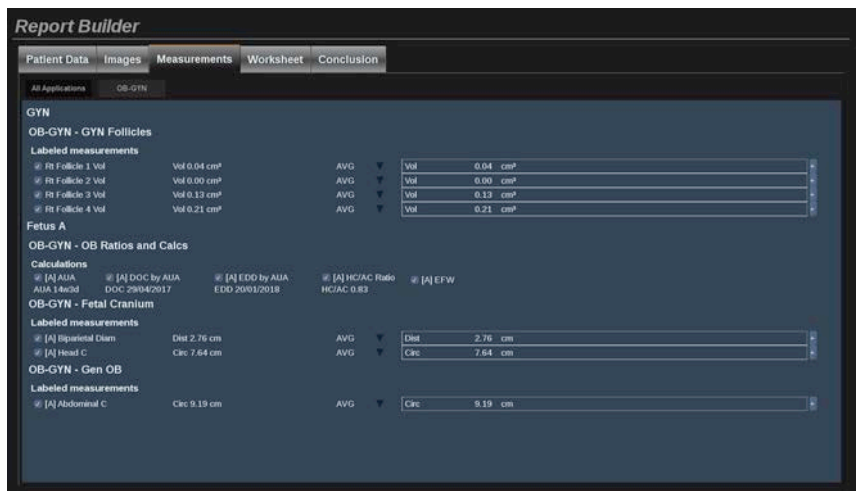 Report Builder
Patient Data Images Measurements Worksheet Conclusion
All Applications OB-GYN
GYN
OB-GYN - GYN Follicles
Labeled measurements
Rt Follicle 1 Vol Vol 0.04 cm³ AVG Vol 0.04 cm³
Rt Follicle 2 Vol Vol 0.00 cm³ AVG Vol 0.00 cm³
Rt Follicle 3 Vol Vol 0.13 cm³ AVG Vol 0.13 cm³
Rt Follicle 4 Vol Vol 0.21 cm³ AVG Vol 0.21 cm³
Fetus A
OB-GYN - OB Ratios and Calcs
Calculations
[A] AUA [A] DOC by AUA [A] EDD by AUA [A] HC/AC Ratio [A] EFW
AUA 14w3d DOC 29/04/2017 EDD 20/01/2018 HC/AC 0.83
OB-GYN - Fetal Cranium
Labeled measurements
[A] Biparietal Diam Dist 2.76 cm AVG Dist 2.76 cm
[A] Head C Circ 7.64 cm AVG Circ 7.64 cm
OB-GYN - Gen OB
Labeled measurements
[A] Abdominal C Circ 9.19 cm AVG Circ 9.19 cm